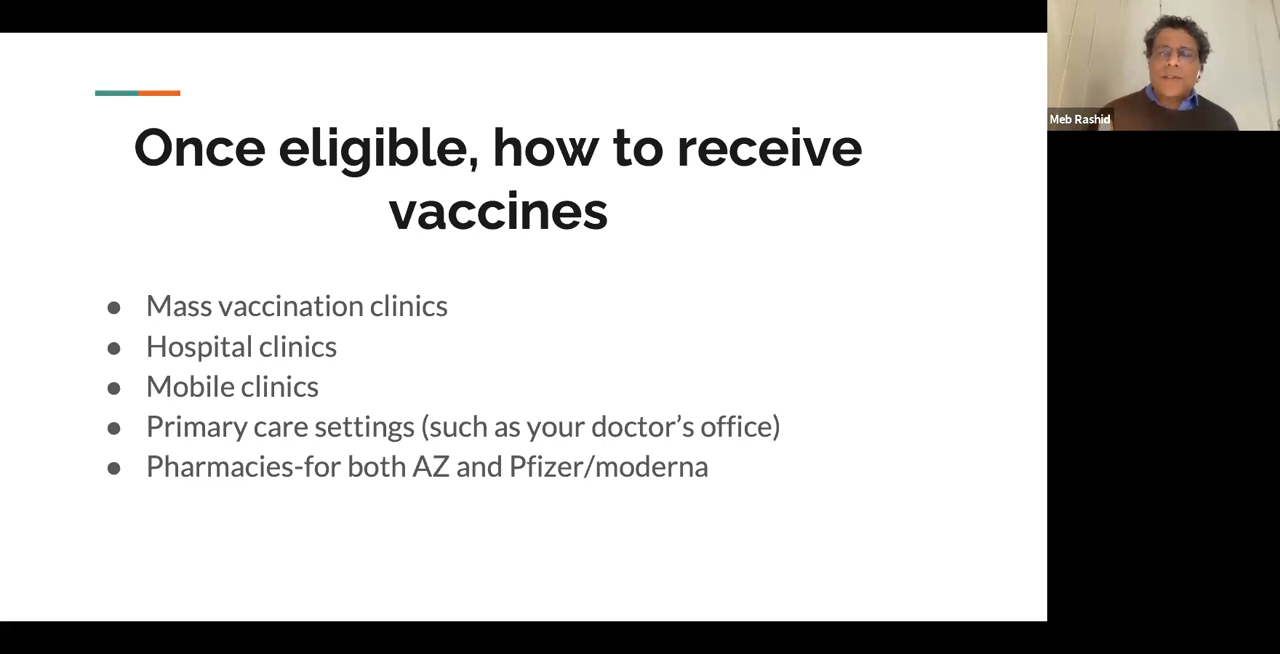 Once eligible, how to receive
vaccines
● Mass vaccination clinics
● Hospital clinics
● Mobile clinics
● Primary care settings (such as your doctor’s office)
● Pharmacies-for both AZ and Pfizer/moderna
Meb Rashid